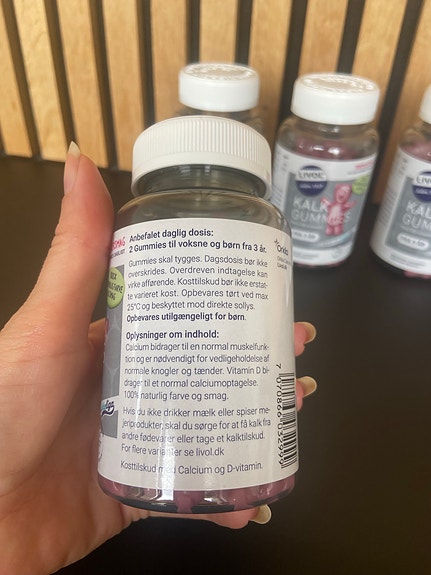 Anbefalet daglig dosis:
2 Gummies til voksne og børn fra 3 år.
Gummies skal tygges. Dagsdosis bør ikke
overskrides. Overdreven indtagelse kan
virke afførende. Kosttilskud bør ikke erstat-
te varieret kost. Opbevares tørt ved max
25°C og beskyttet mod direkte sollys.
Opbevares utilgængeligt for børn.
Oplysninger om indhold:
Calcium bidrager til en normal muskelfunk-
tion og er nødvendigt for vedligeholdelse af
normale knogler og tænder. Vitamin D bi-
drager til et normal calciumoptagelse.
100% naturlig farve og smag.
Hvis du ikke drikker mælk eller spiser me-
jeriprodukter, skal du sørge for at få kalk fra
andre fødevarer eller tage et kalktilskud.
For flere varianter se livol.dk
Kosttilskud med Calcium og D-vitamin.
Orkla
LIVOL
KALK
GUMMIES
LIVOL
KALK
GUMMIES